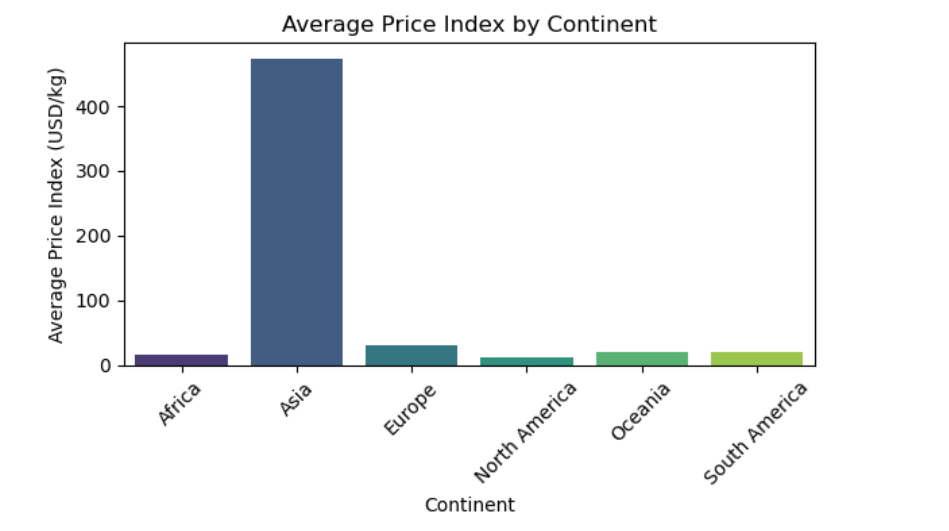 Average Price Index by Continent
Average Price Index (USD/kg)
400
300
200
100
0
Africa
Asia
Europe
North America
Oceania
South America
Continent